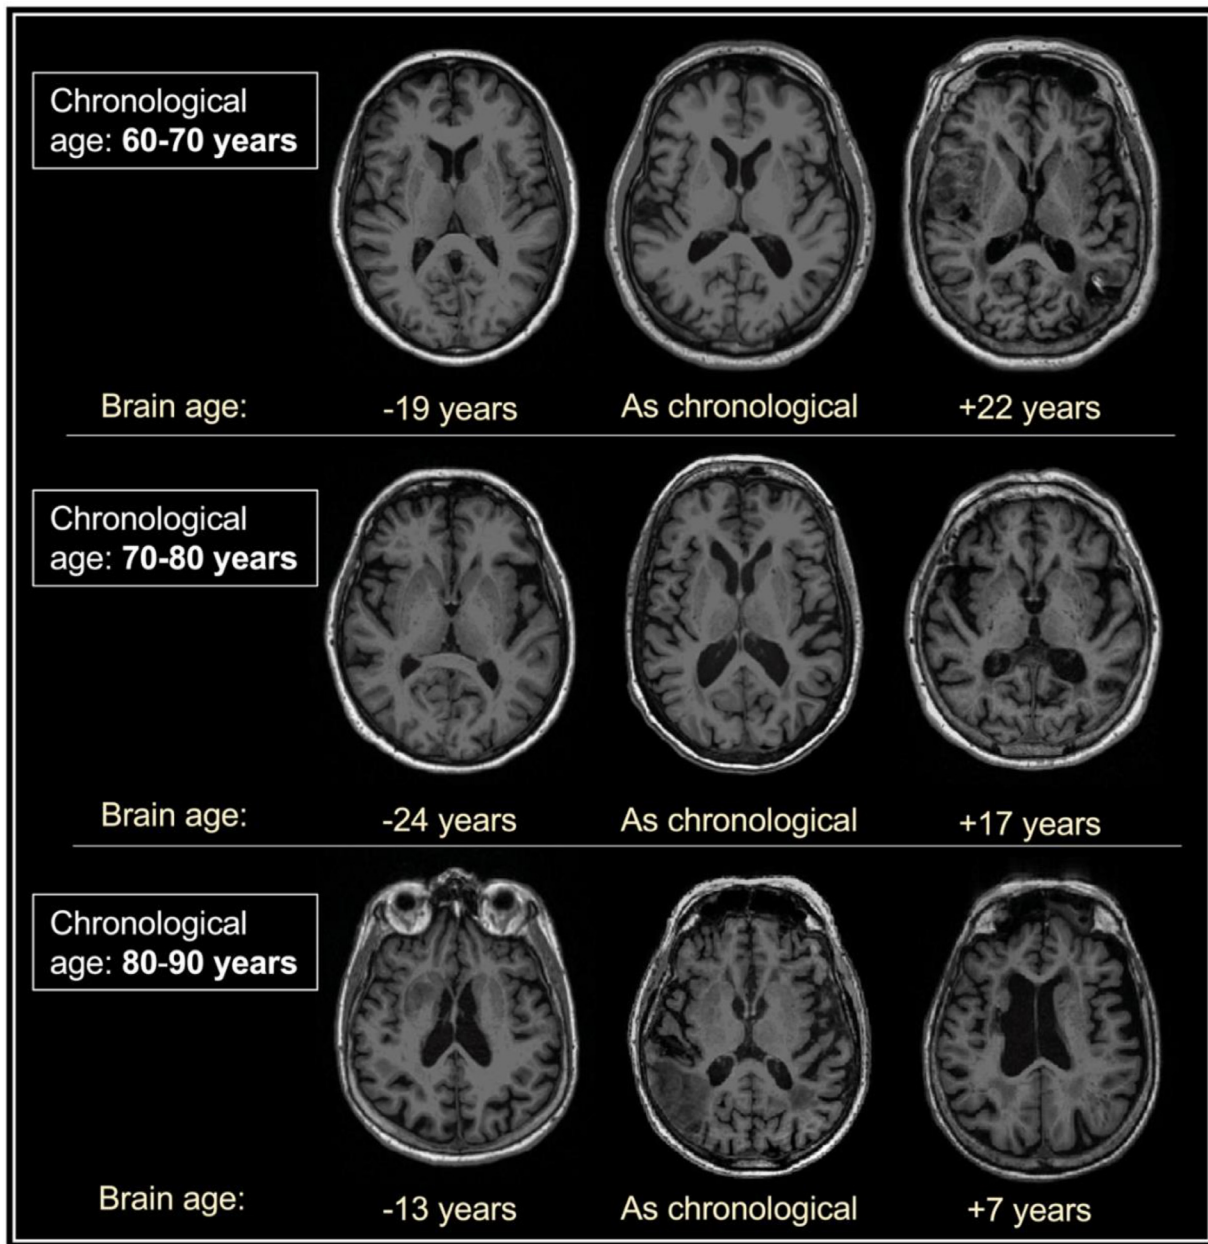 Chronological
age: 60-70 years
Brain age:
-19 years
As chronological
+22 years
Chronological
age: 70-80 years
Brain age:
-24 years
As chronological
+17 years
Chronological
age: 80-90 years
Brain age:
-13 years
As chronological
+7 years